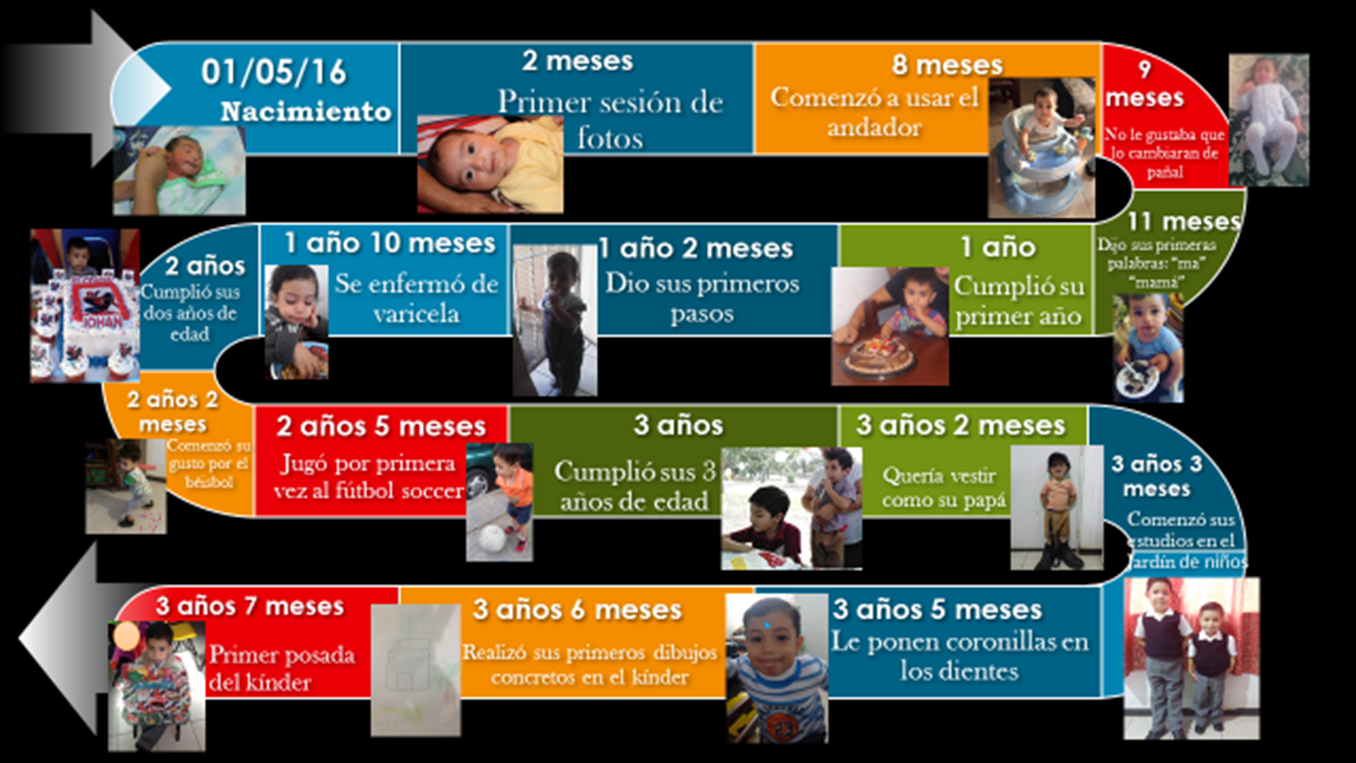 01/05/16
Nacimiento
2 meses
Primer sesión de
fotos
8 meses
Comenzó a usar el
andador
9
meses
No le gustaba que
lo cambiaran de
pañal
11 meses
Dijo sus primeras
palabras: “ma”
“mamá”
1 año
Cumplió su
primer año
1 año 2 meses
Dio sus primeros
pasos
1 año 10 meses
Se enfermó de
varicela
2 años
Cumplió sus
dos años de
edad
JOHAN
2 años 2
meses
Comenzó su
gusto por el
béisbol
2 años 5 meses
Jugó por primera
vez al fútbol soccer
3 años
Cumplió sus 3
años de edad
3 años 2 meses
Quería vestir
como su papá
3 años 3
meses
Comenzó sus
estudios en el
jardín de niños
3 años 5 meses
Le ponen coronillas en
los dientes
23
3 años 6 meses
Realizó sus primeros dibujos
concretos en el kínder
3 años 7 meses
Primer posada
del kínder